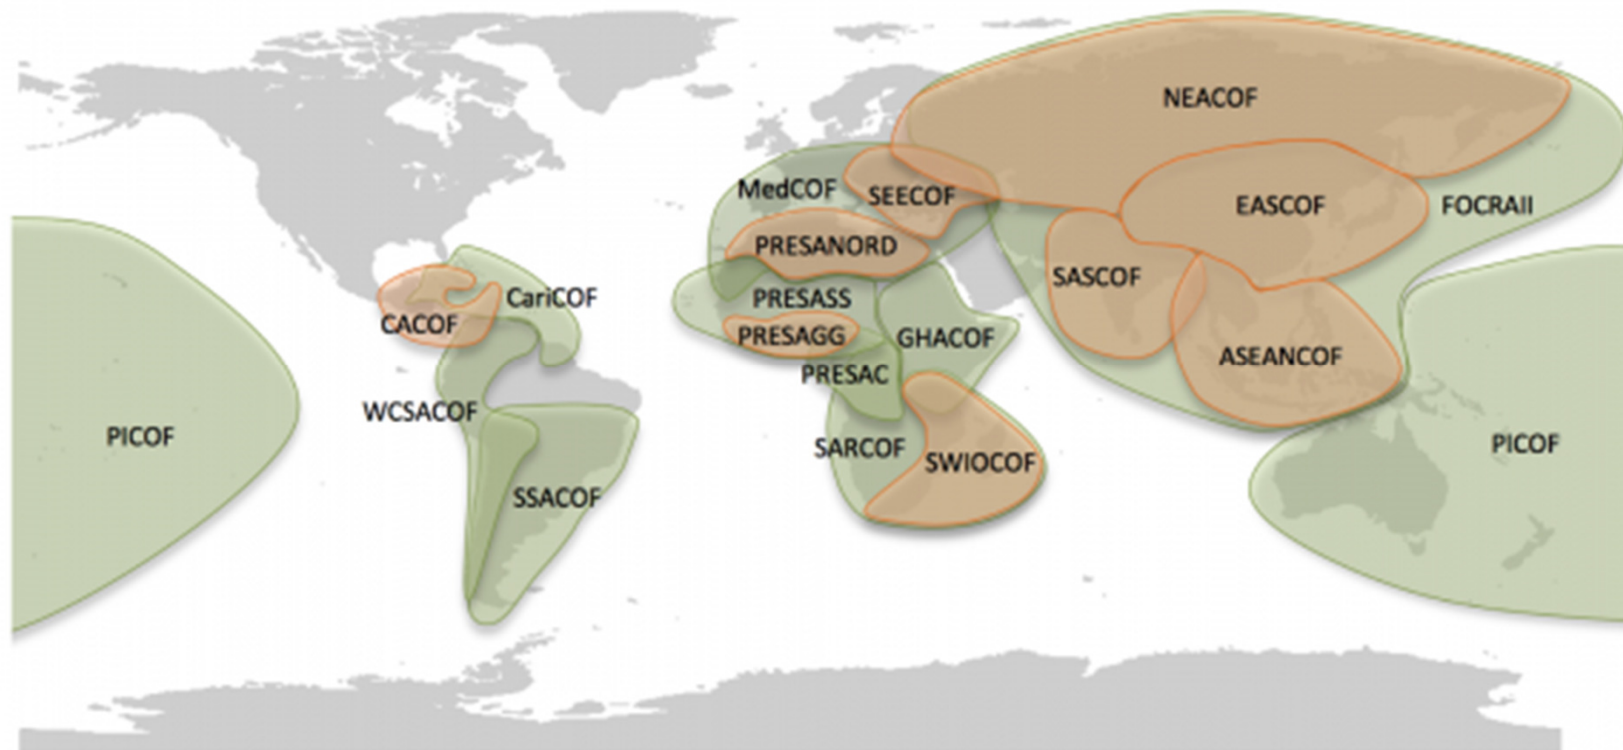 NEACOF
MedCOF
SEECOF
EASCOF
FOCRAII
PRESANORD
SASCOF
CariCOF
PRESASS
CACOF
PRESAGG
GHACOF
ASEANCOF
PRESAC
WCSACOF
PICOF
SARCOF
SWIOCOF
PICOF
SSACOF